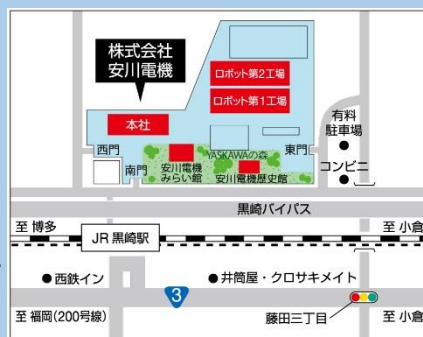 株式会社
安川電機
ロボット第2工場
ロボット第1工場
本社
有料
駐車場
西門
YASKAWAの森
東門
南門
安川電機
みらい館
安川電機歴史館
コンビニ
黒崎バイパス
至 博多
至 小倉
JR 黒崎駅
西鉄イン
井筒屋・クロサキメイト
3
至 福岡(200号線)
藤田三丁目
至 小倉